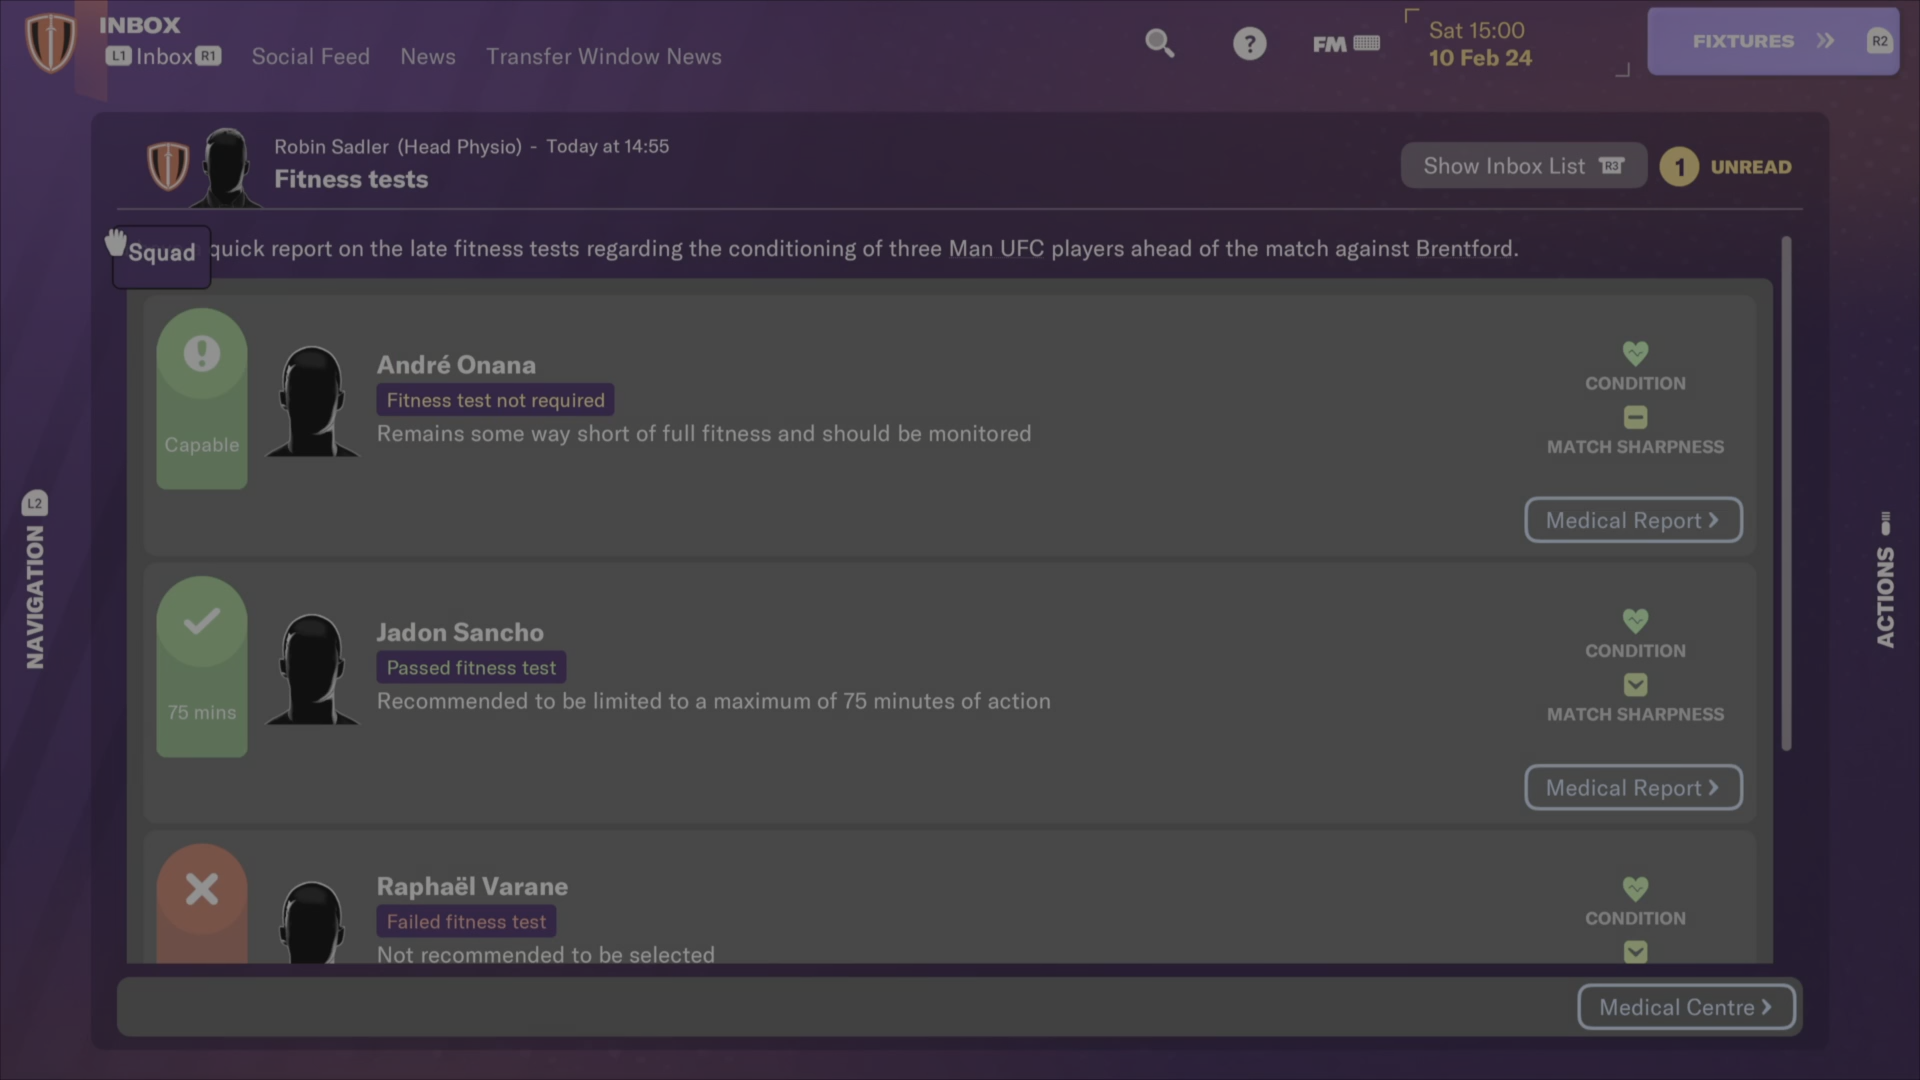 INBOX
L1 Inbox R1 Social Feed News Transfer Window News
? FM
Sat 15:00
10 Feb 24
FIXTURES R2
Robin Sadler (Head Physio) - Today at 14:55
Fitness tests
Show Inbox List R3
1 UNREAD
Squad
quick report on the late fitness tests regarding the conditioning of three Man UFC players ahead of the match against Brentford.
Capable
André Onana
Fitness test not required
Remains some way short of full fitness and should be monitored
CONDITION
MATCH SHARPNESS
Medical Report
75 mins
Jadon Sancho
Passed fitness test
Recommended to be limited to a maximum of 75 minutes of action
CONDITION
MATCH SHARPNESS
Medical Report
Raphaël Varane
Failed fitness test
Not recommended to be selected
CONDITION
Medical Centre
L2
NAVIGATION
ACTIONS